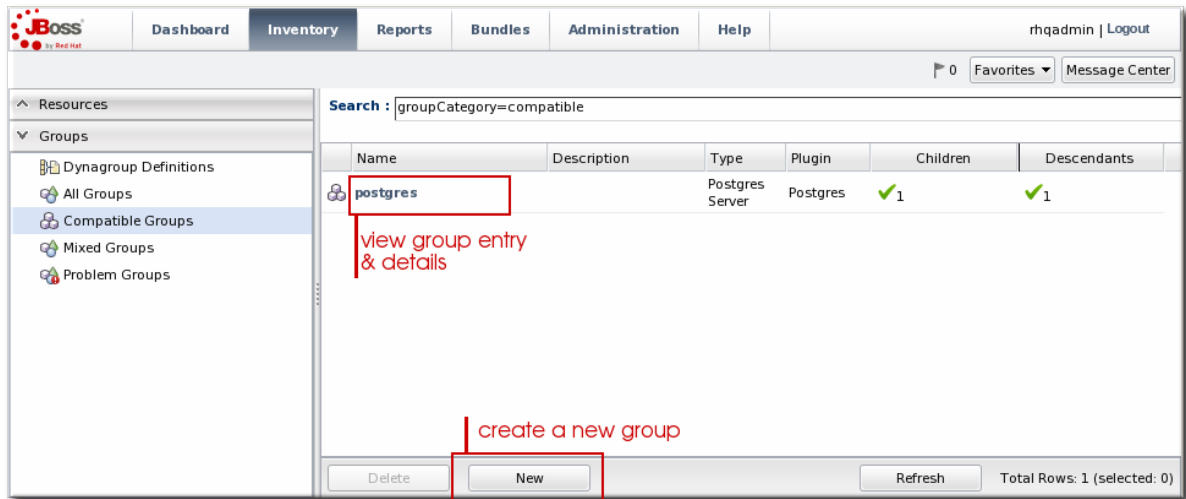 JBoss
by Red Hat
Dashboard Inventory Reports Bundles Administration Help rhqadmin | Logout
0 Favorites Message Center
Resources
Search : groupCategory=compatible
Groups
Name Description Type Plugin Children Descendants
Dynagroup Definitions
All Groups
postgres Postgres Server Postgres 1 1
Compatible Groups
Mixed Groups
Problem Groups
view group entry
& details
create a new group
Delete New Refresh Total Rows: 1 (selected: 0)